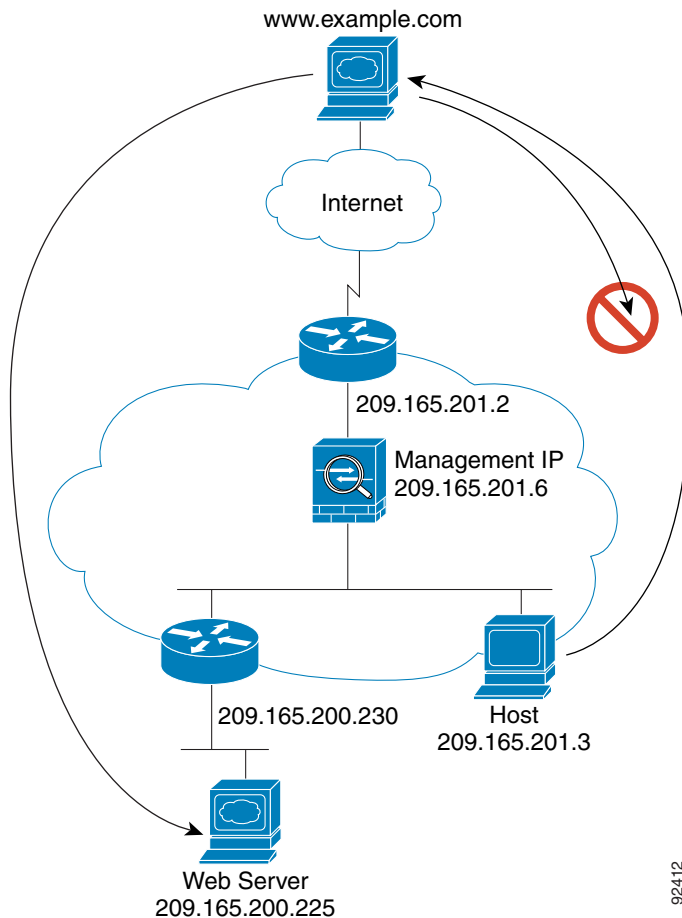 www.example.com
Internet
209.165.201.2
Management IP
209.165.201.6
209.165.200.230
Host
209.165.201.3
Web Server
209.165.200.225
92412